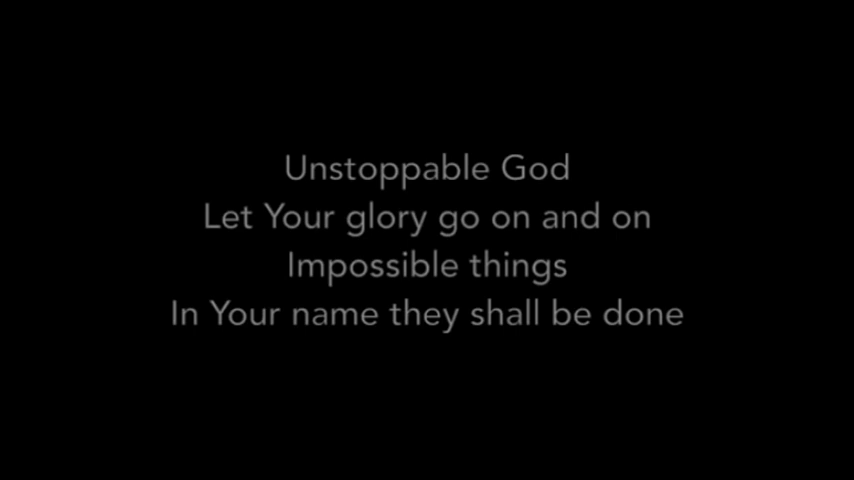 Unstoppable God
Let Your glory go on and on
Impossible things
In Your name they shall be done